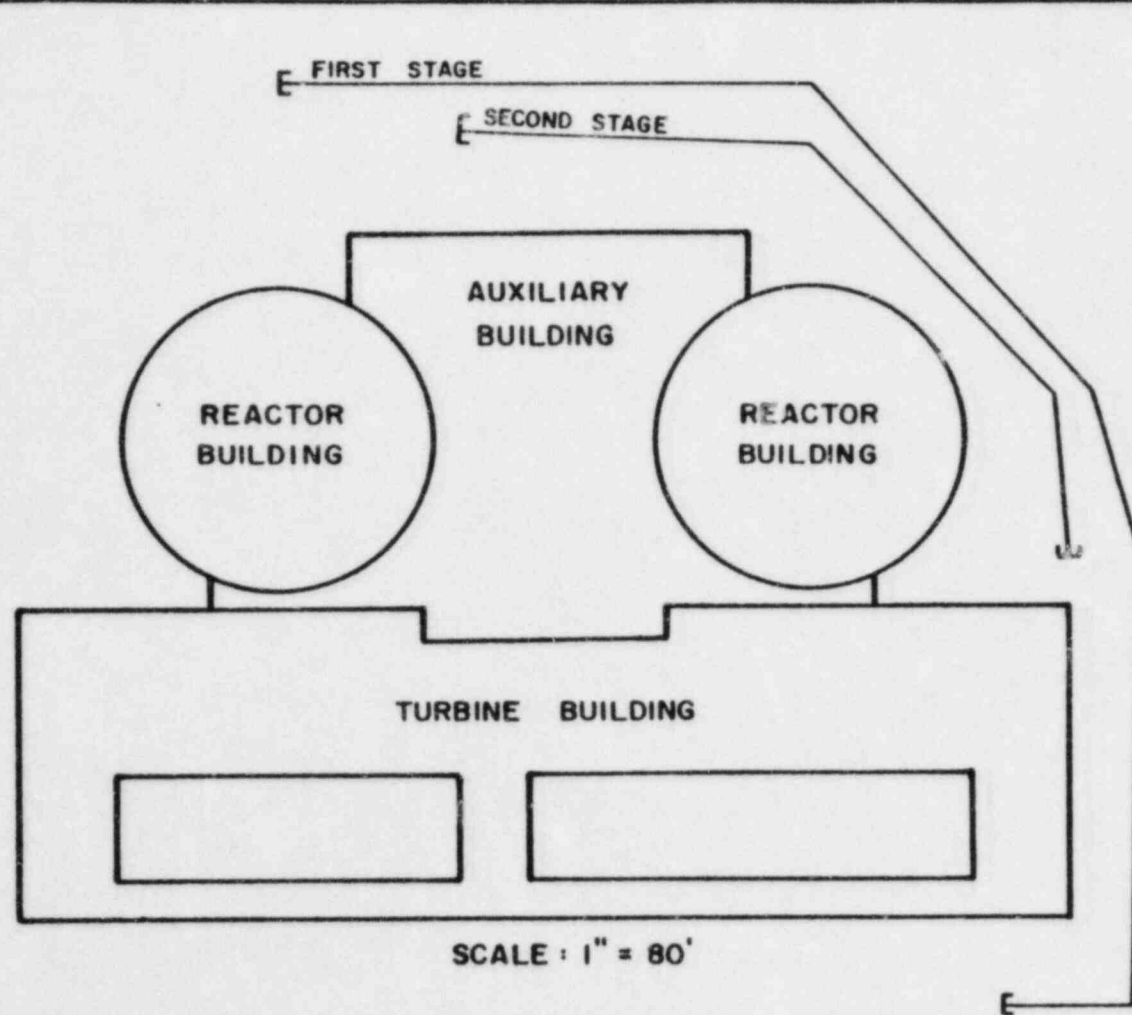 FIRST STAGE
SECOND STAGE
AUXILIARY
BUILDING
REACTOR
BUILDING
REACTOR
BUILDING
TURBINE BUILDING
SCALE : 1" = 80'